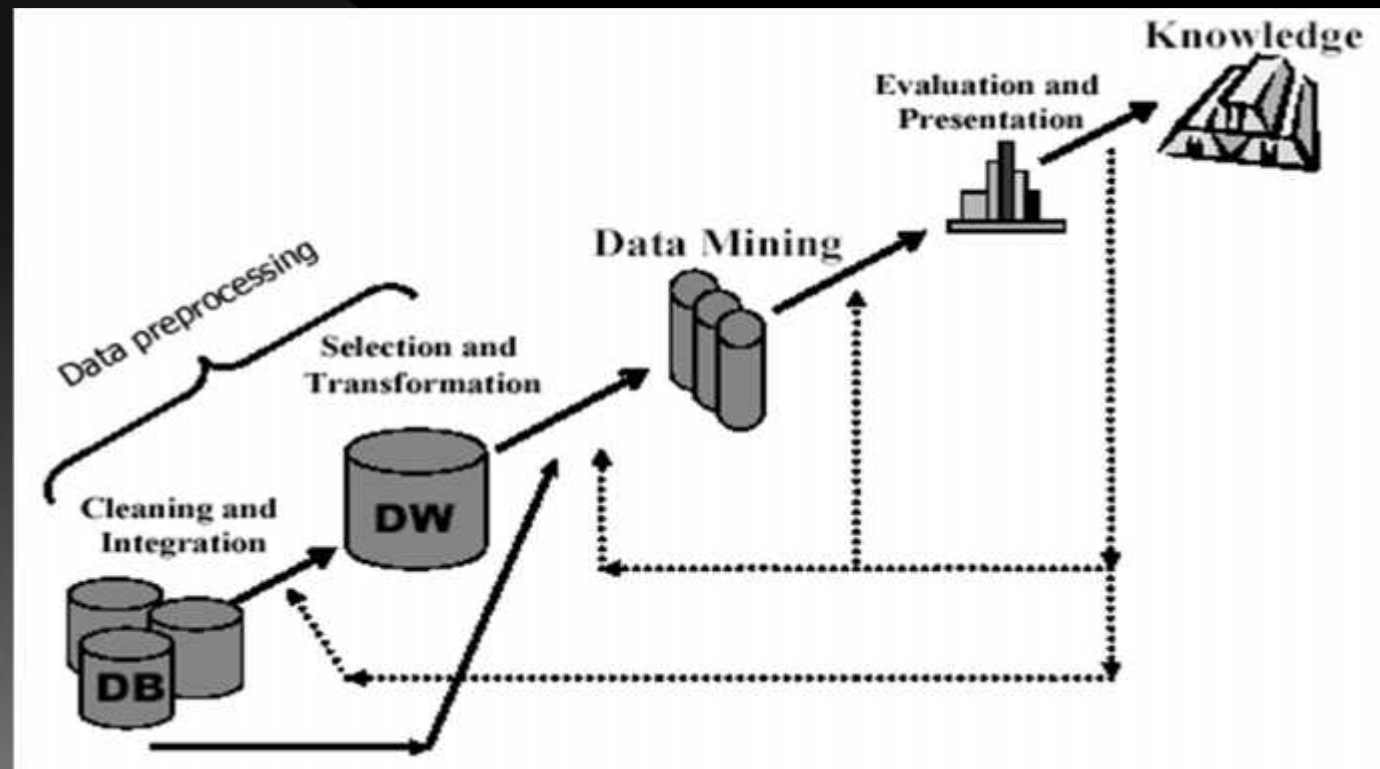 Knowledge
Evaluation and
Presentation
Data Mining
Data preprocessing
Selection and
Transformation
DW
Cleaning and
Integration
DB